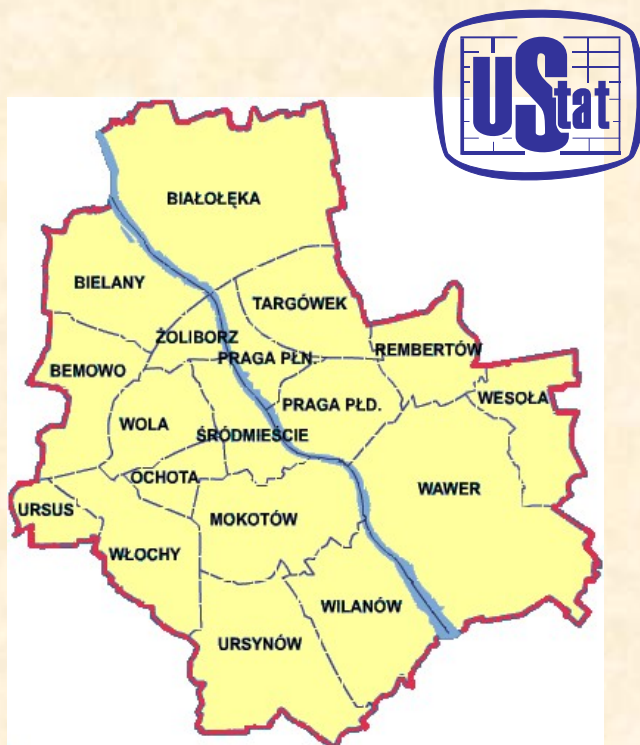 UStat
BIAŁOŁĘKA
BIELANY
TARGÓWEK
ŻOLIBORZ
REMBERTÓW
PRAGA PŁN.
BEMOWO
WESOŁA
PRAGA PŁD.
WOLA
ŚRÓDMIEŚCIE
OCHOTA
WAWER
URSUS
MOKOTÓW
WŁOCHY
WILANÓW
URSYNÓW